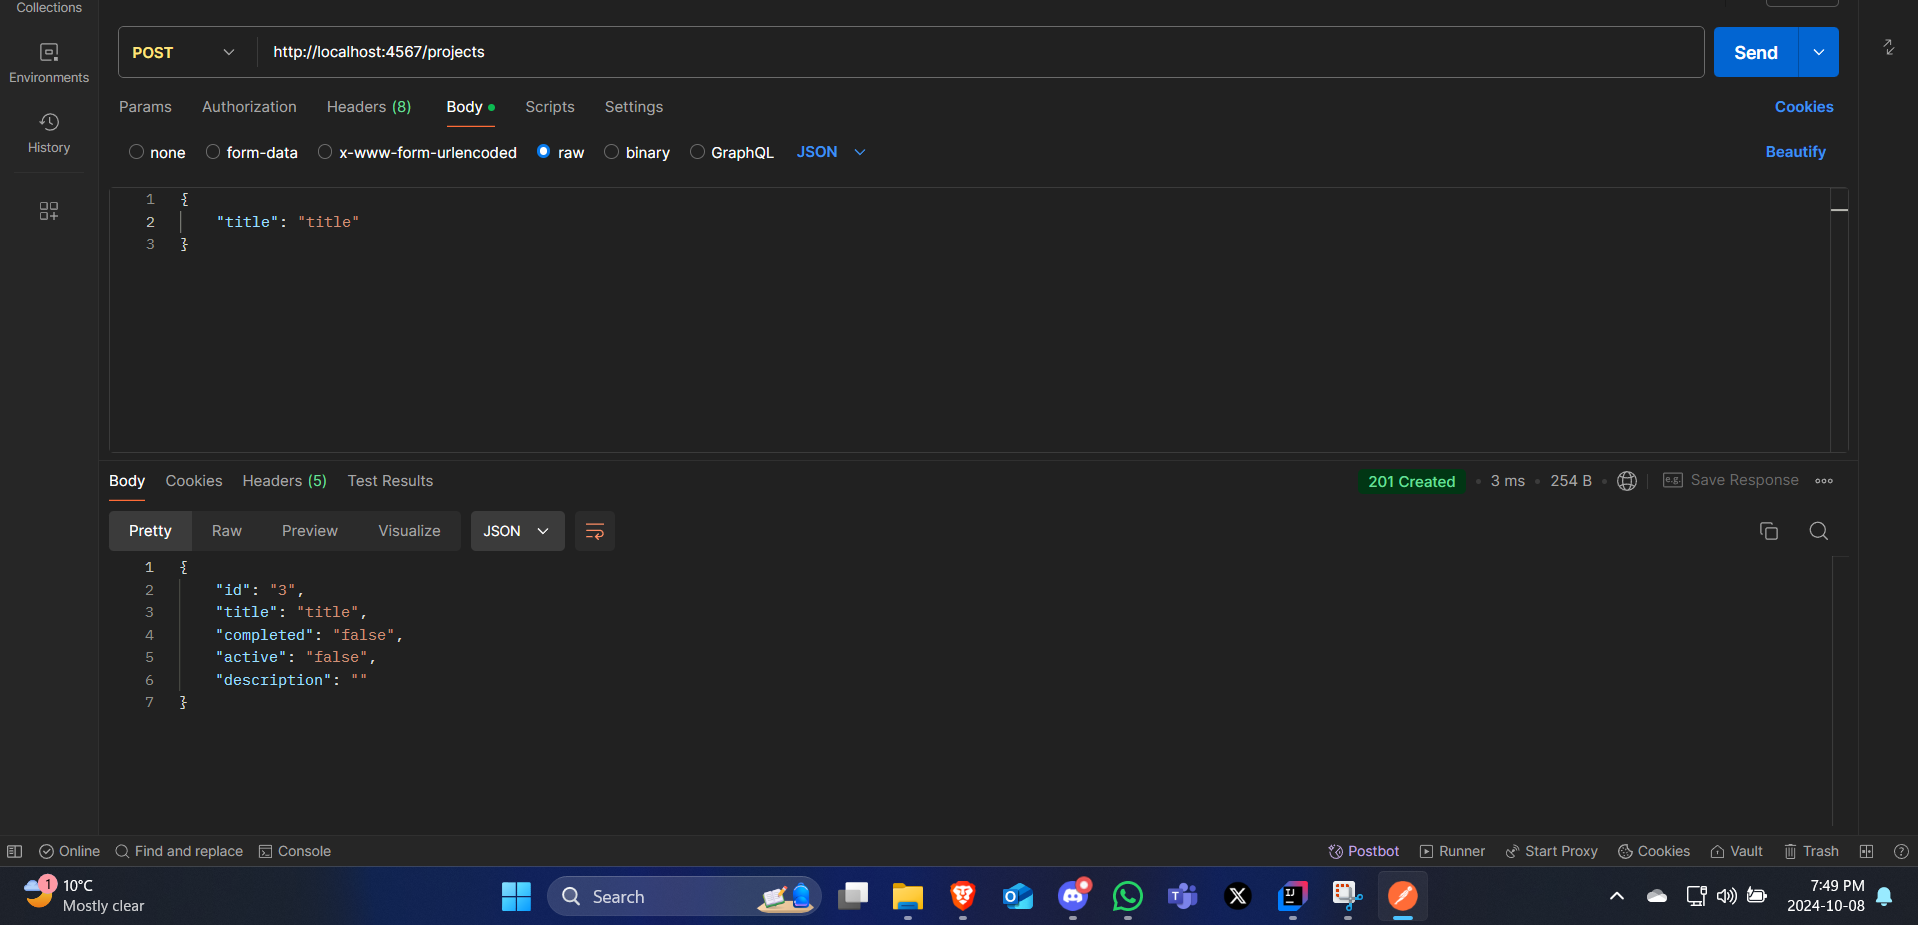 Collections
POST http://localhost:4567/projects Send
Environments
Params Authorization Headers (8) Body Scripts Settings Cookies
History
none form-data x-www-form-urlencoded raw binary GraphQL JSON Beautify
1 {
2 "title": "title"
3 }
Body Cookies Headers (5) Test Results 201 Created 3 ms 254 B e.g. Save Response
Pretty Raw Preview Visualize JSON
1 {
2 "id": "3",
3 "title": "title",
4 "completed": "false",
5 "active": "false",
6 "description": ""
7 }
Online Find and replace Console Postbot Runner Start Proxy Cookies Vault Trash
1 10°C
Mostly clear
Search
7:49 PM
2024-10-08